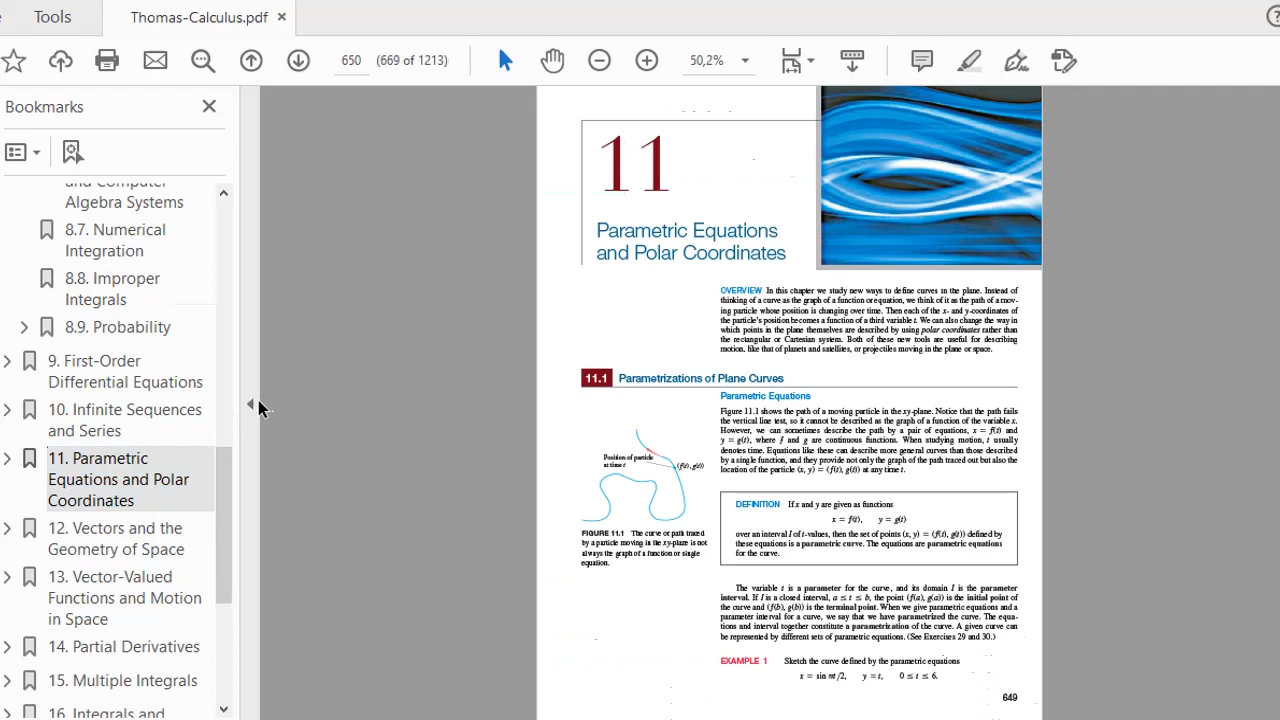 Tools
Thomas-Calculus.pdf
650 (669 of 1213)
50,2%
Bookmarks
and Computer
Algebra Systems
8.7. Numerical
Integration
8.8. Improper
Integrals
8.9. Probability
9. First-Order
Differential Equations
10. Infinite Sequences
and Series
11. Parametric
Equations and Polar
Coordinates
12. Vectors and the
Geometry of Space
13. Vector-Valued
Functions and Motion
in Space
14. Partial Derivatives
15. Multiple Integrals
16. Integrals and
11
Parametric Equations
and Polar Coordinates
OVERVIEW In this chapter we study new ways to define curves in the plane. Instead of
thinking of a curve as the graph of a function or equation, we think of it as the path of a mov-
ing particle whose position is changing over time. Then each of the x- and y-coordinates of
the particle's position becomes a function of a third variable t. We can also change the way in
which points in the plane themselves are described by using polar coordinates rather than
the rectangular or Cartesian system. Both of these new tools are useful for describing
motion, like that of planets and satellites, or projectiles moving in the plane or space.
11.1 Parametrizations of Plane Curves
Parametric Equations
Figure 11.1 shows the path of a moving particle in the xy-plane. Notice that the path fails
the vertical line test, so it cannot be described as the graph of a function of the variable x.
However, we can sometimes describe the path by a pair of equations, x = f(t) and
y = g(t), where f and g are continuous functions. When studying motion, t usually
denotes time. Equations like these can describe more general curves than those described
by a single function, and they provide not only the graph of the path traced out but also the
location of the particle (x, y) = (f(t), g(t)) at any time t.
Position of particle
at time t
(f(t), g(t))
FIGURE 11.1 The curve or path traced
by a particle moving in the xy-plane is not
always the graph of a function or single
equation.
DEFINITION If x and y are given as functions
x = f(t), y = g(t)
over an interval I of t-values, then the set of points (x, y) = (f(t), g(t)) defined by
these equations is a parametric curve. The equations are parametric equations
for the curve.
The variable t is a parameter for the curve, and its domain I is the parameter
interval. If I is a closed interval, a ≤ t ≤ b, the point (f(a), g(a)) is the initial point of
the curve and (f(b), g(b)) is the terminal point. When we give parametric equations and a
parameter interval for a curve, we say that we have parametrized the curve. The equa-
tions and interval together constitute a parametrization of the curve. A given curve can
be represented by different sets of parametric equations. (See Exercises 29 and 30.)
EXAMPLE 1 Sketch the curve defined by the parametric equations
x = sin πt/2, y = t, 0 ≤ t ≤ 6.
649